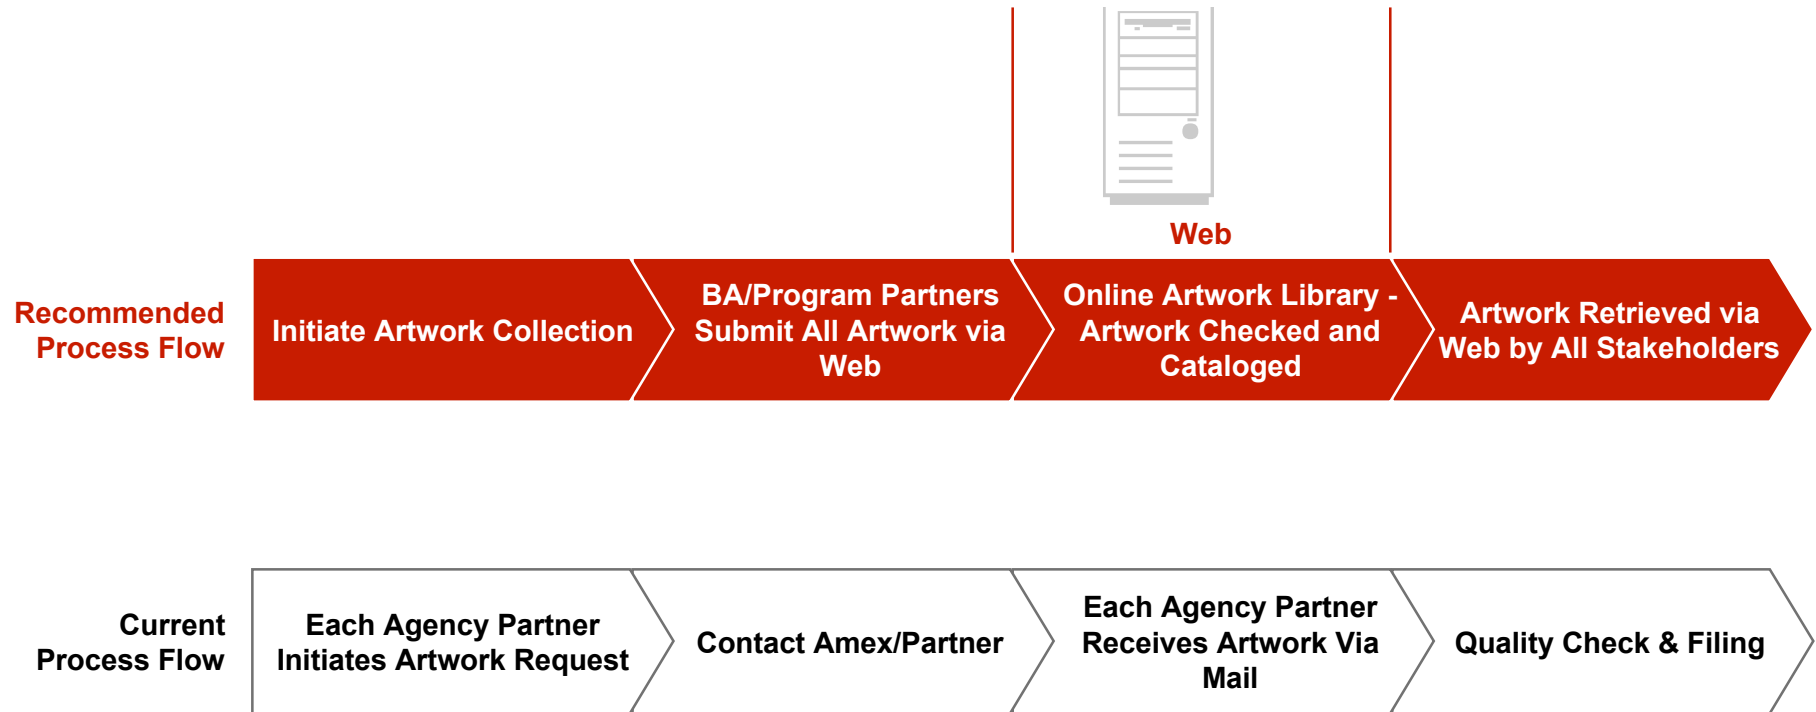 Web
Recommended
Process Flow
Initiate Artwork Collection
BA/Program Partners
Submit All Artwork via
Web
Online Artwork Library -
Artwork Checked and
Cataloged
Artwork Retrieved via
Web by All Stakeholders
Current
Process Flow
Each Agency Partner
Initiates Artwork Request
Contact Amex/Partner
Each Agency Partner
Receives Artwork Via
Mail
Quality Check & Filing